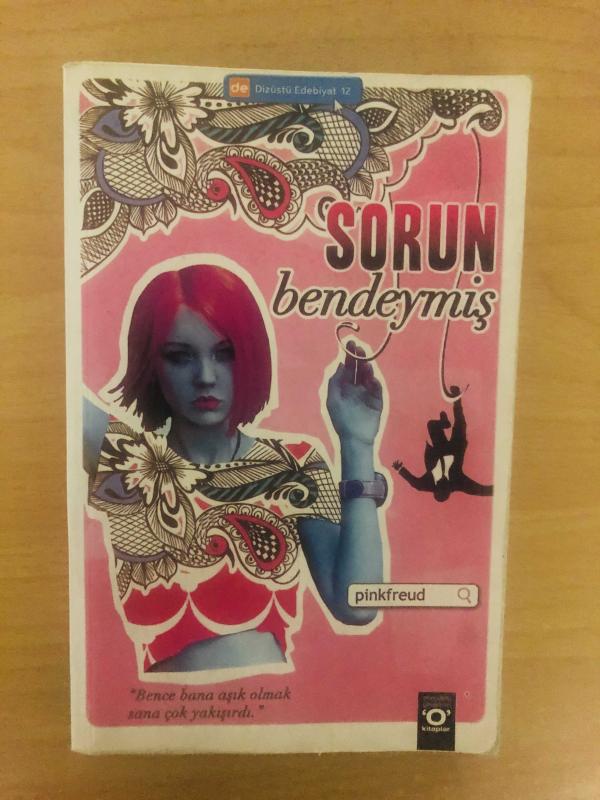 de Dizüstü Edebiyat 12
SORUN
bendeymiş
pinkfreud
"Bence bana aşık olmak
sana çok yakışırdı."
'O'
kitaplar